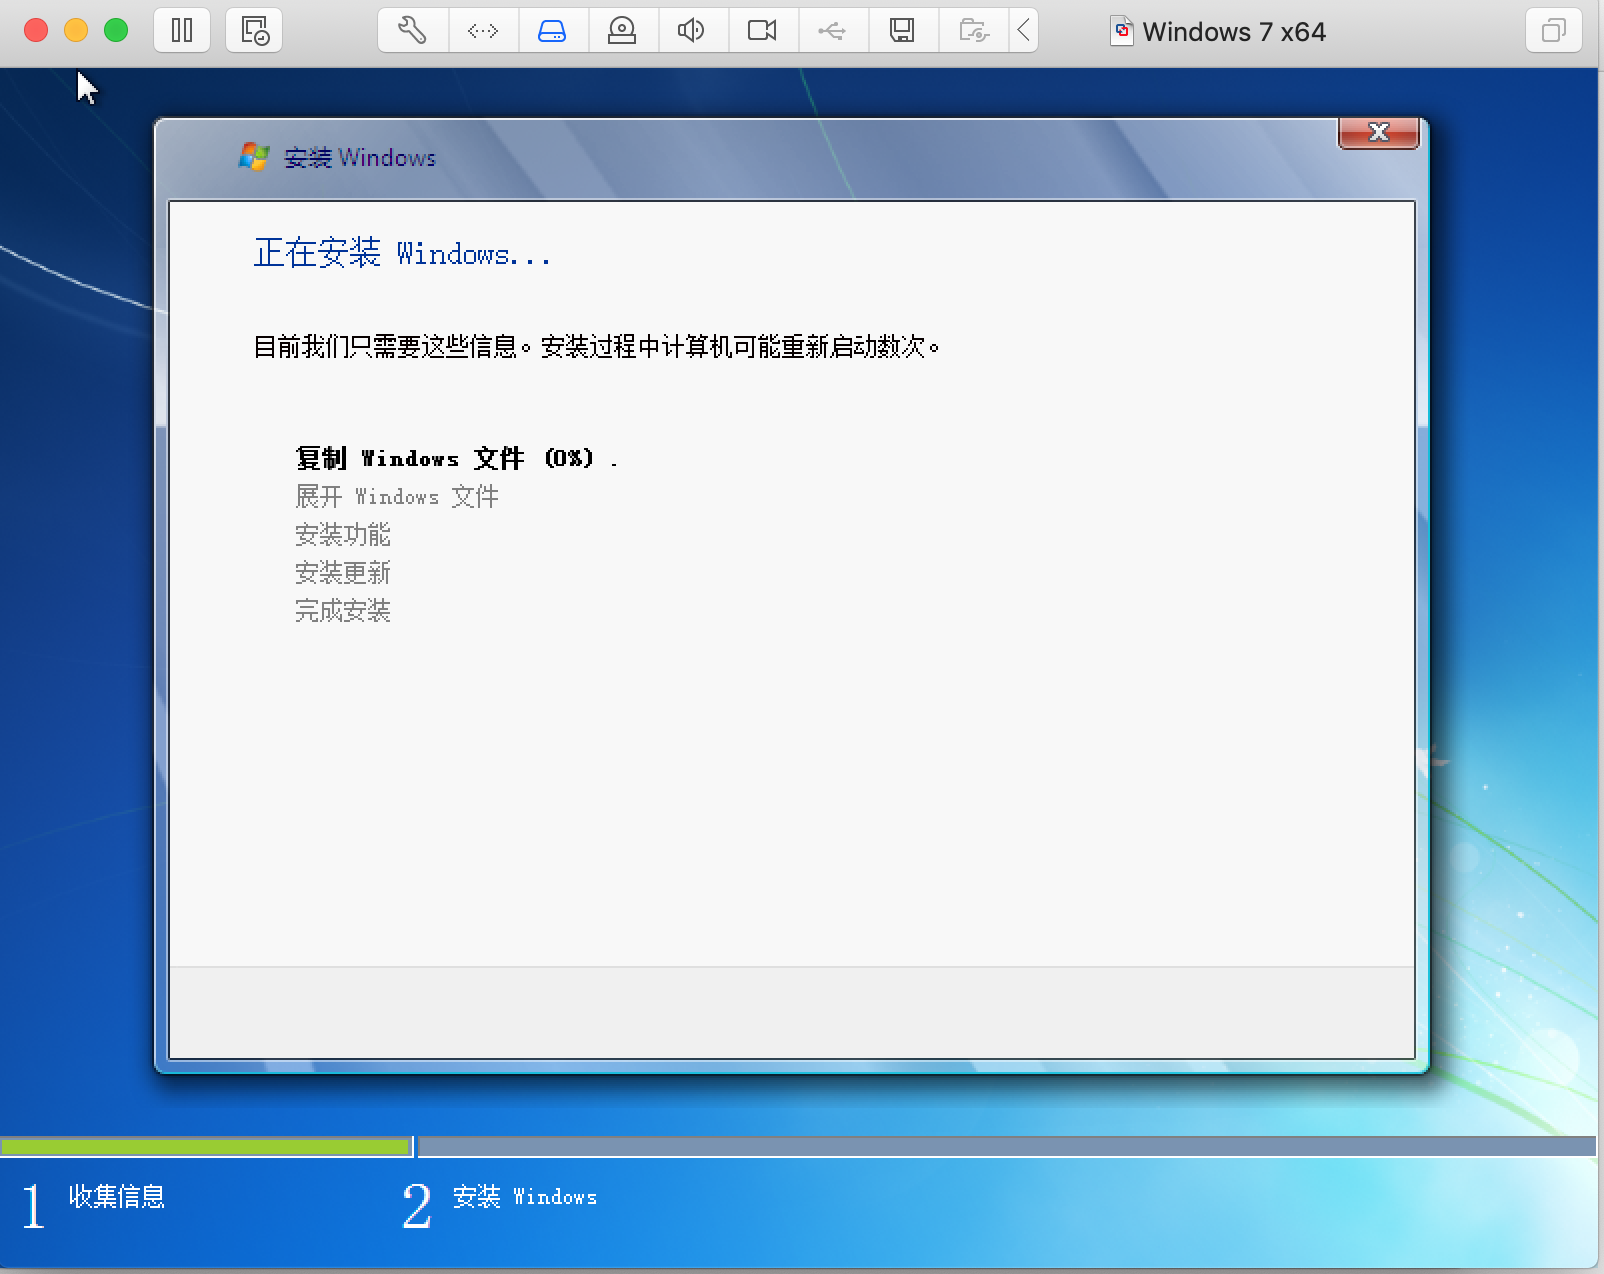 Windows 7 x64
安装 Windows
正在安装 Windows...
目前我们只需要这些信息。安装过程中计算机可能重新启动数次。
复制 Windows 文件 (0%) .
展开 Windows 文件
安装功能
安装更新
完成安装
1 收集信息 2 安装 Windows